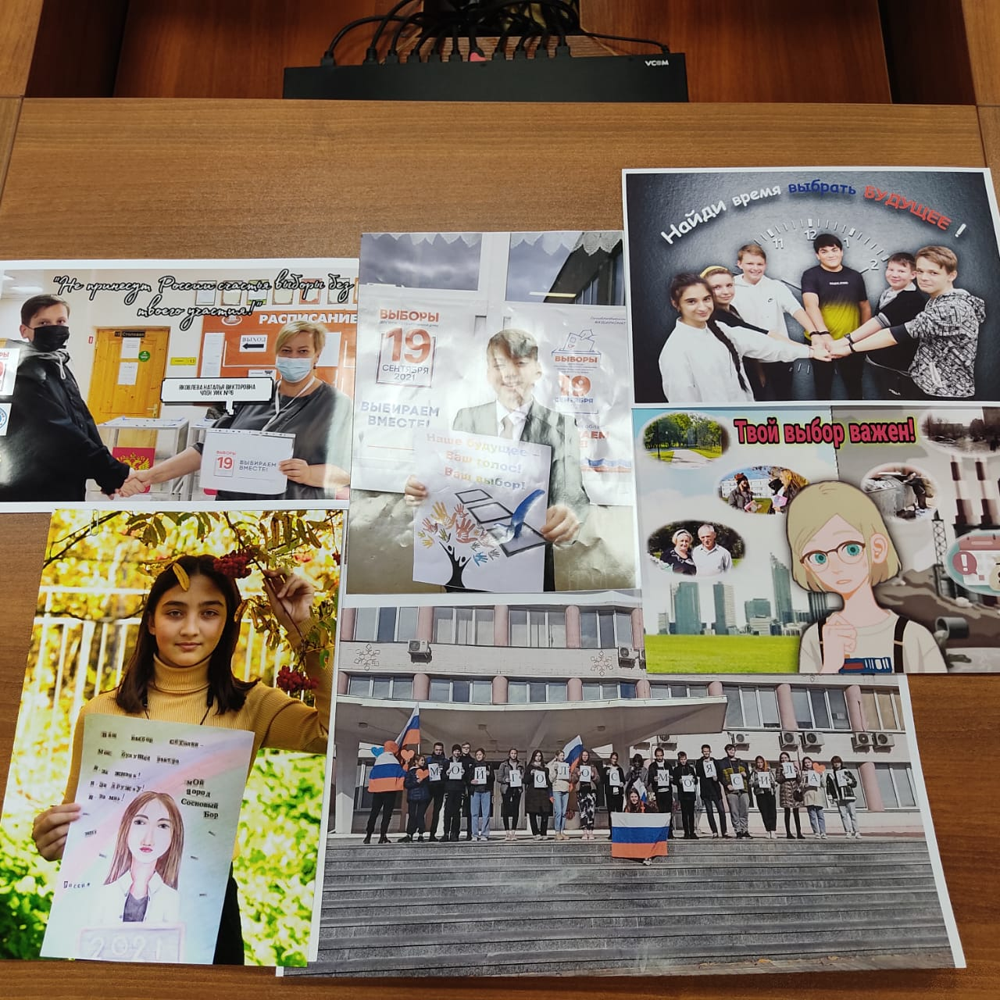 VCOM
Найди время выбрать БУДУЩЕЕ!
11 12 1 2
"Не принесут России счастья выборы без
твоего участия!"
РАСПИСАНИЕ
ВЫХОД
Столовая
ЯКОВЛЕВА НАТАЛЬЯ ВИКТОРОВНА
ЧЛЕН УИК №6
ВЫБОРЫ
19
ВЫБИРАЕМ
ВМЕСТЕ!
ВЫБОРЫ
19
СЕНТЯБРЯ
2021
ВЫБИРАЕМ
ВМЕСТЕ!
ВЫБОРЫ
19
СЕНТЯБРЯ
Наше будущее -
Ваш голос!
Ваш выбор!
Твой выбор важен!
Ваш выбор сегодня -
Мое будущее завтра
Я за жизнь!
Я за дружбу!
Я за мир!
мОй
город
Сосновый
Бор
Россия
2021
МОЙ ГОЛОС МОЯ СИЛА